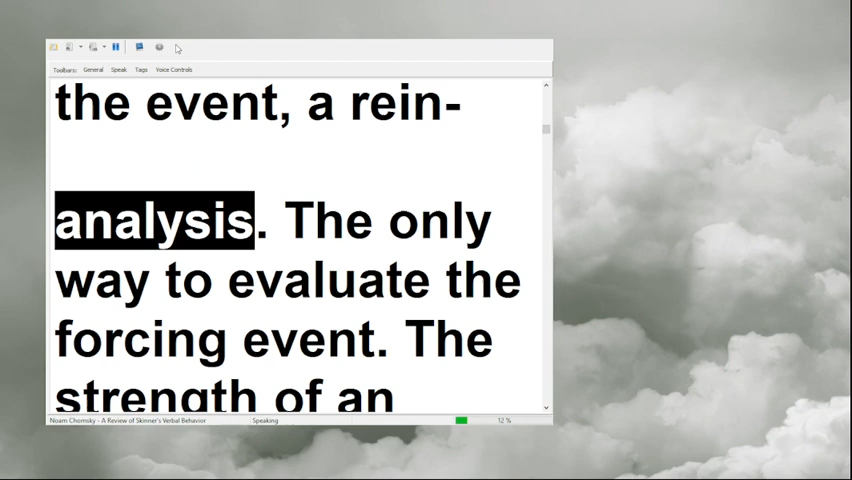 Toolbars: General Speak Tags Voice Controls
the event, a rein-
analysis. The only
way to evaluate the
forcing event. The
strength of an
Noam Chomsky - A Review of Skinner's Verbal Behavior Speaking 12 %